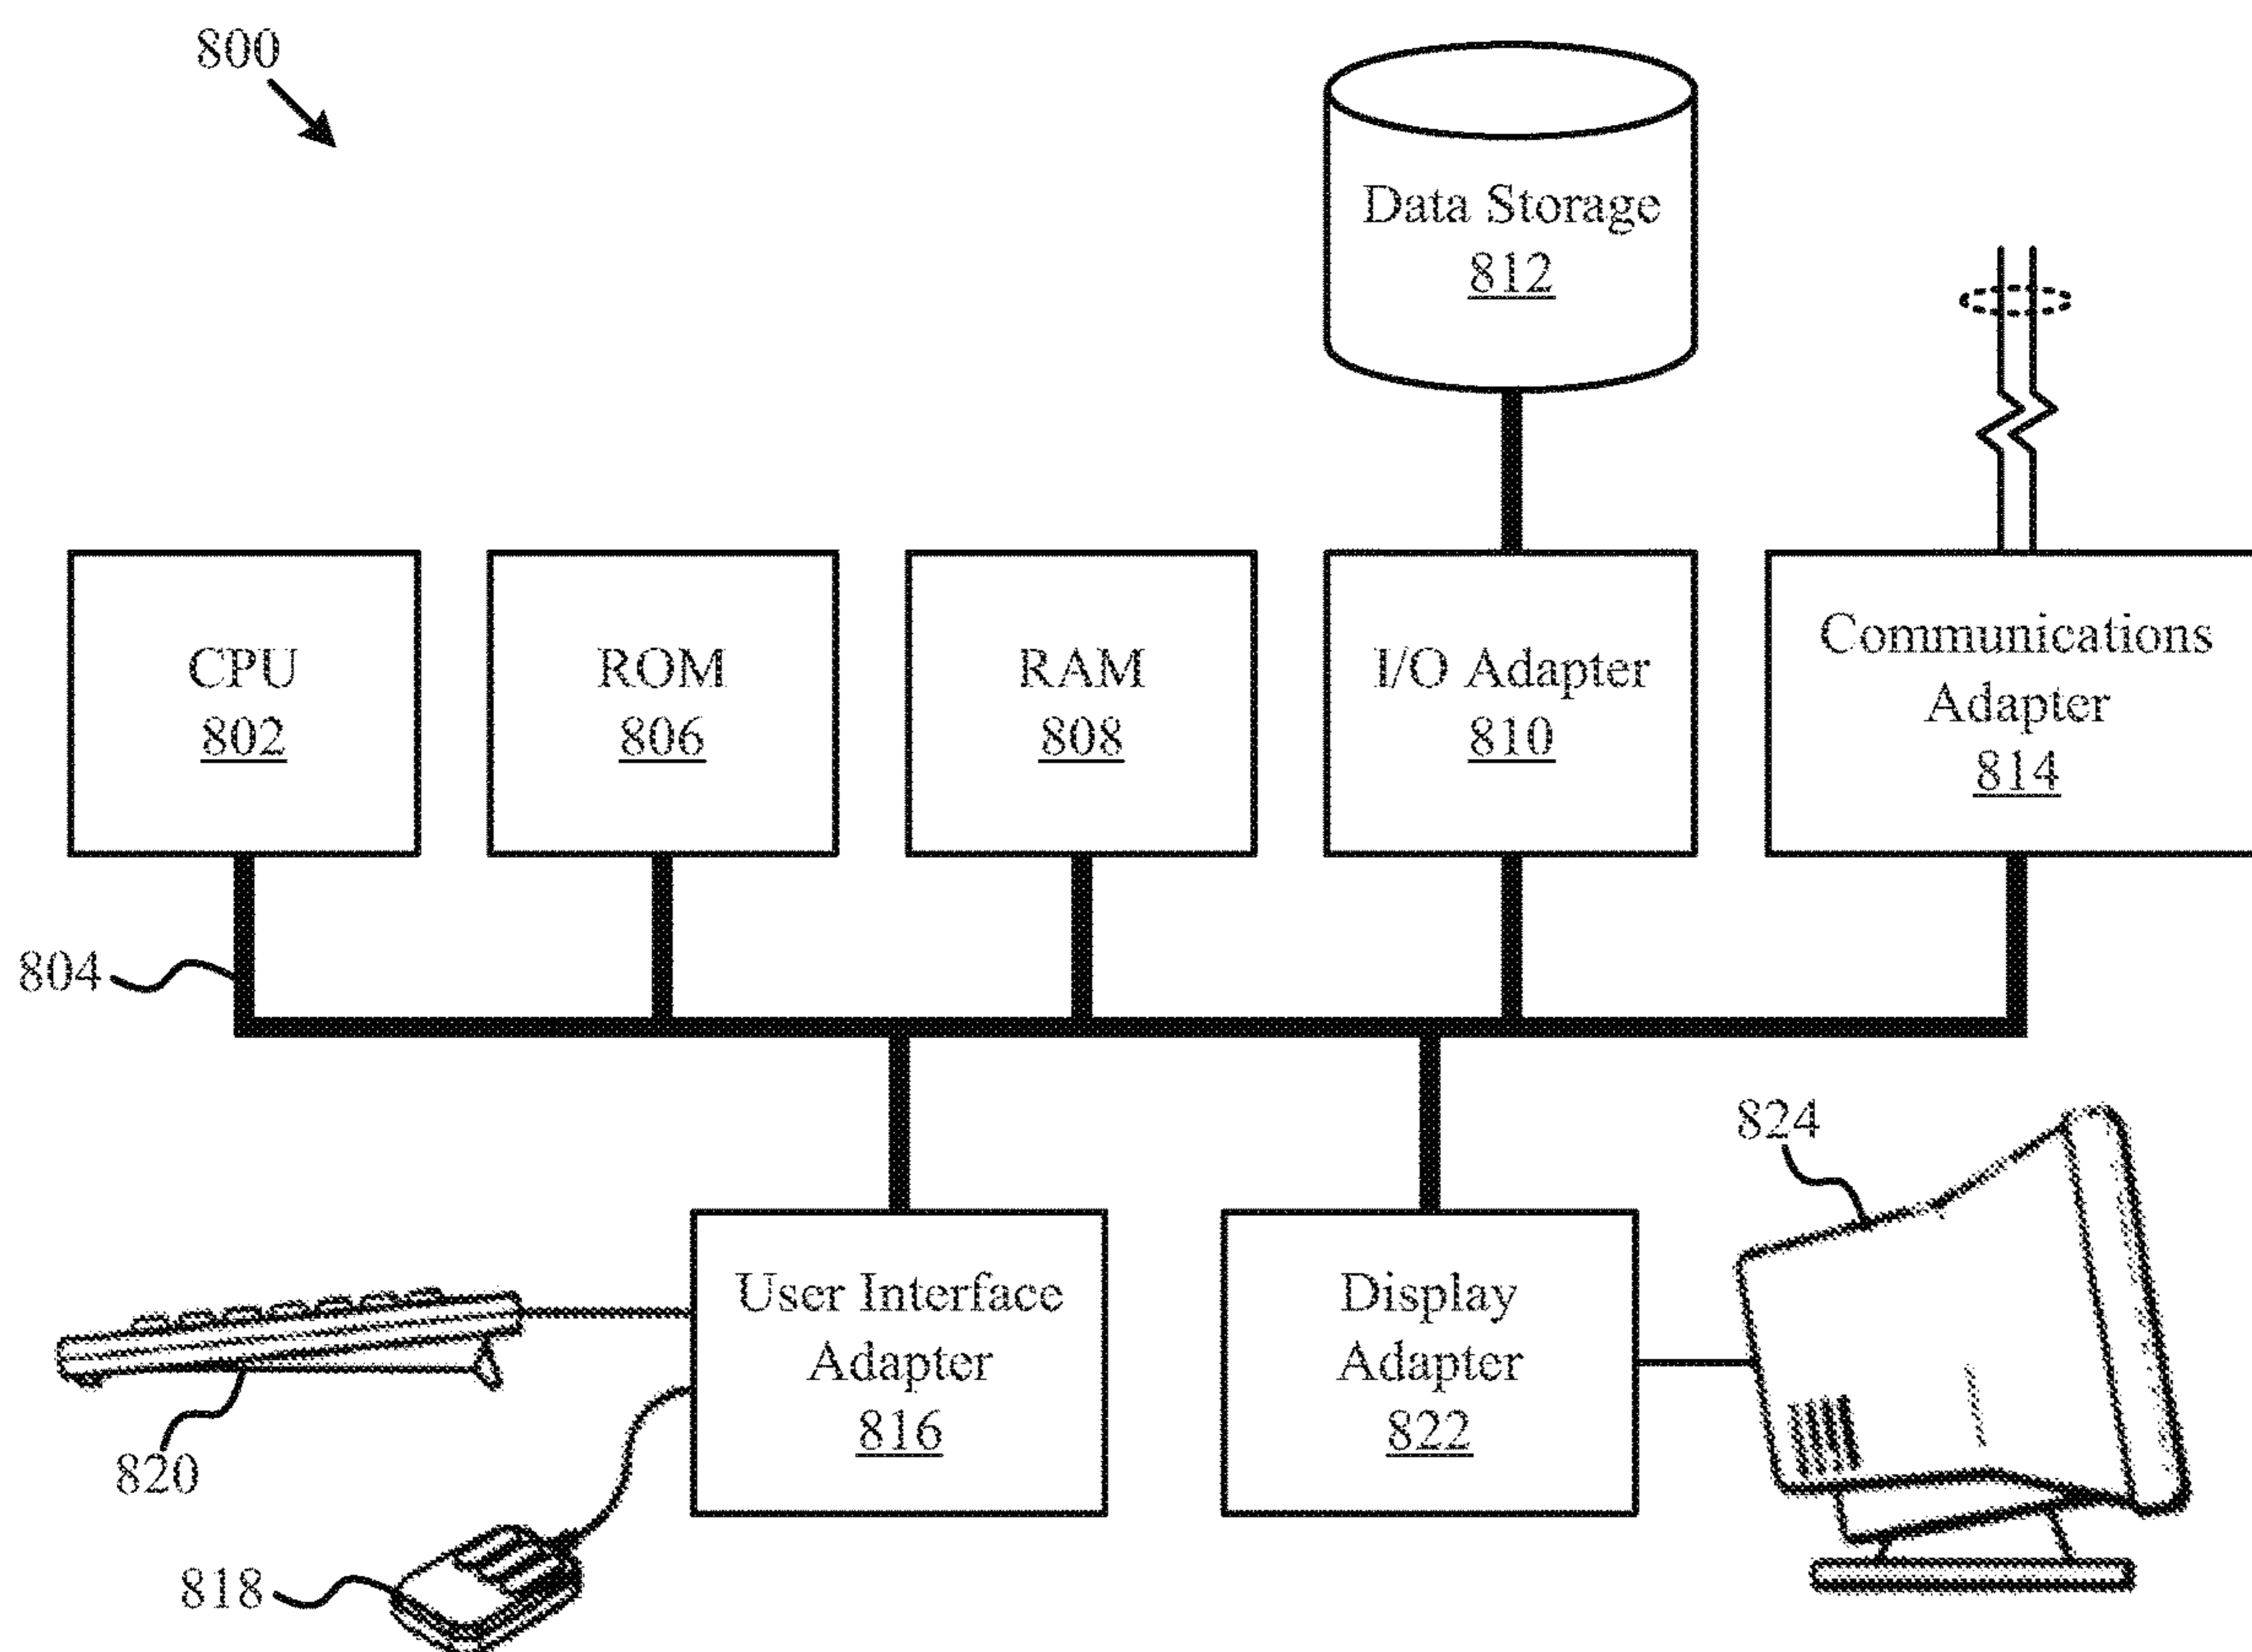 800
Data Storage
812
CPU
802
ROM
806
RAM
808
I/O Adapter
810
Communications
Adapter
814
804
824
User Interface
Adapter
816
Display
Adapter
822
820
818